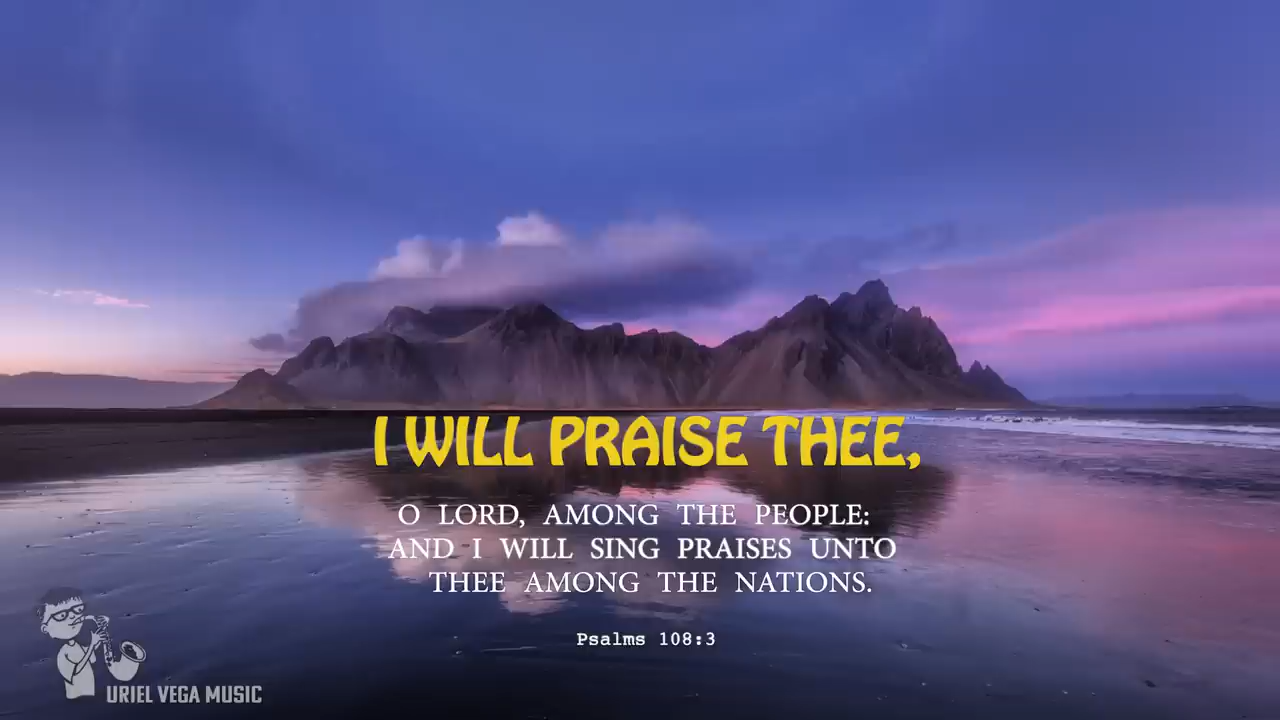 I WILL PRAISE THEE,
O LORD, AMONG THE PEOPLE:
AND I WILL SING PRAISES UNTO
THEE AMONG THE NATIONS.
Psalms 108:3
URIEL VEGA MUSIC